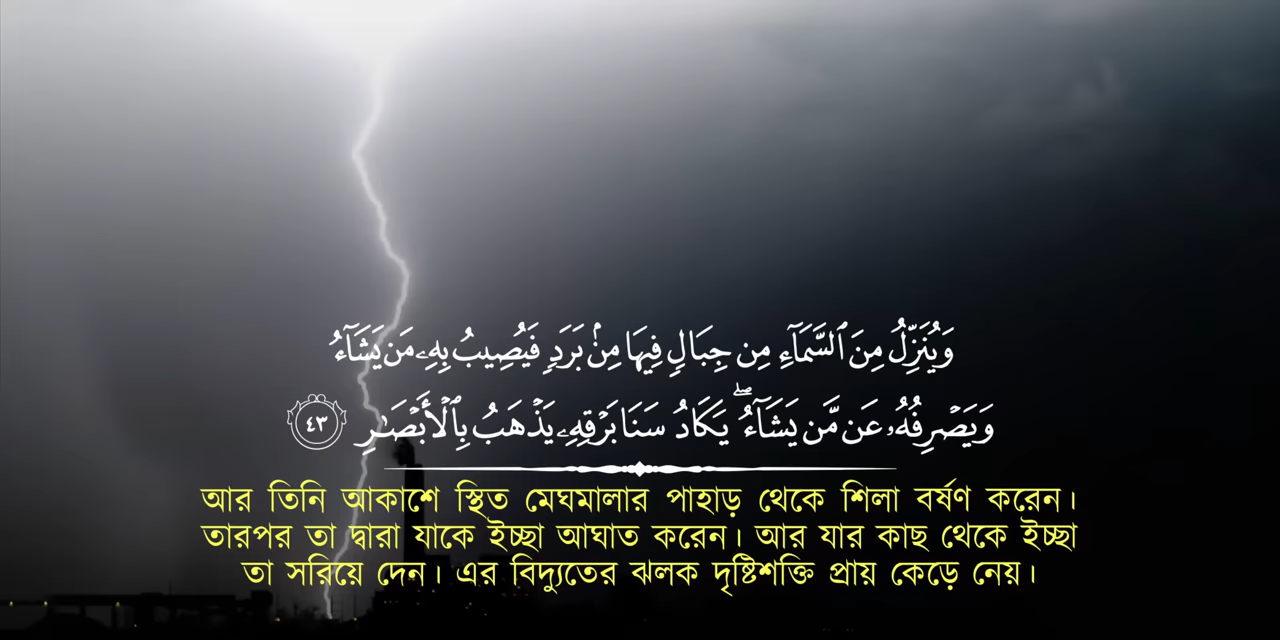 وَيُنَزِّلُ مِنَ ٱلسَّمَآءِ مِن جِبَالٍ فِيهَا مِنۢ بَرَدٍ فَيُصِيبُ بِهِۦ مَن يَشَآءُ
وَيَصْرِفُهُۥ عَن مَّن يَشَآءُ ۖ يَكَادُ سَنَا بَرْقِهِۦ يَذْهَبُ بِٱلْأَبْصَـٰرِ ٤٣
আর তিনি আকাশে স্থিত মেঘমালার পাহাড় থেকে শিলা বর্ষণ করেন।
তারপর তা দ্বারা যাকে ইচ্ছা আঘাত করেন। আর যার কাছ থেকে ইচ্ছা
তা সরিয়ে দেন। এর বিদ্যুতের ঝলক দৃষ্টিশক্তি প্রায় কেড়ে নেয়।